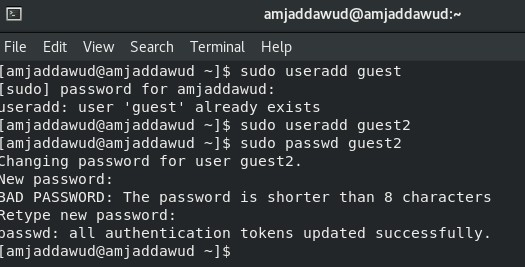 amjaddawud@amjaddawud:~
File Edit View Search Terminal Help
[amjaddawud@amjaddawud ~]$ sudo useradd guest
[sudo] password for amjaddawud:
useradd: user 'guest' already exists
[amjaddawud@amjaddawud ~]$ sudo useradd guest2
[amjaddawud@amjaddawud ~]$ sudo passwd guest2
Changing password for user guest2.
New password:
BAD PASSWORD: The password is shorter than 8 characters
Retype new password:
passwd: all authentication tokens updated successfully.
[amjaddawud@amjaddawud ~]$